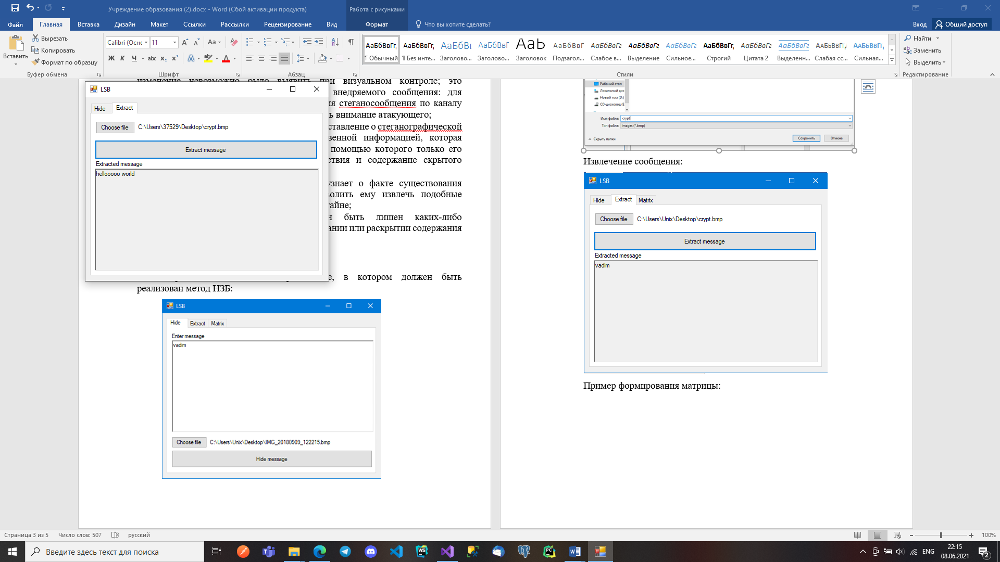 Учреждение образования (2).docx - Word (Сбой активации продукта)
Работа с рисунками
Файл
Главная
Вставка
Дизайн
Макет
Ссылки
Рассылки
Рецензирование
Вид
Формат
Что вы хотите сделать?
Вход
Общий доступ
Вставить
Вырезать
Копировать
Формат по образцу
Буфер обмена
Calibri (Оснс
11
Шрифт
Абзац
АаБбВвГг,
¶ Обычный
АаБбВвГг,
¶ Без инте...
АаБбВı
Заголово...
АаБбВвГ
Заголово...
АаЬ
Заголовок
АаБбВвГ
Подзагол...
АаБбВвГг
Слабое в...
АаБбВвГг
Выделение
АаБбВвГг
Сильное...
АаБбВвГг,
Строгий
АаБбВвГг
Цитата 2
АаБбВвГг
Выделенн...
ААБбВвГг
Слабая сс...
ААББВВГГ,
Сильная...
Стили
Найти
Заменить
Выделить
Редактирование
изменение невозможно было выявить при визуальном контроле; это
внедряемого сообщения: для
стеганосообщения по каналу
внимание атакующего;
ставление о стеганографической
венной информацией, которая
помощью которого только его
ствия и содержание скрытого
узнает о факте существования
волить ему извлечь подобные
тайне;
н быть лишен каких-либо
ании или раскрытии содержания
е, в котором должен быть
реализован метод НЗБ:
LSB
Hide
Extract
Choose file
C:\Users\37529\Desktop\crypt.bmp
Extract message
Extracted message
hellooooo world
LSB
Hide
Extract
Matrix
Enter message
vadim
Choose file
C:\Users\Unix\Desktop\IMG_20180909_122215.bmp
Hide message
Рабочий стол
Локальный дис
Новый том (D:)
CD-дисковод (E
Имя файла:
crypt
Тип файла:
Images (*.bmp)
Скрыть папки
Сохранить
Отмена
Извлечение сообщения:
LSB
Hide
Extract
Matrix
Choose file
C:\Users\Unix\Desktop\crypt.bmp
Extract message
Extracted message
vadim
Пример формирования матрицы:
Страница 3 из 5
Число слов: 507
русский
100%
Введите здесь текст для поиска
ENG
22:15
08.06.2021
2